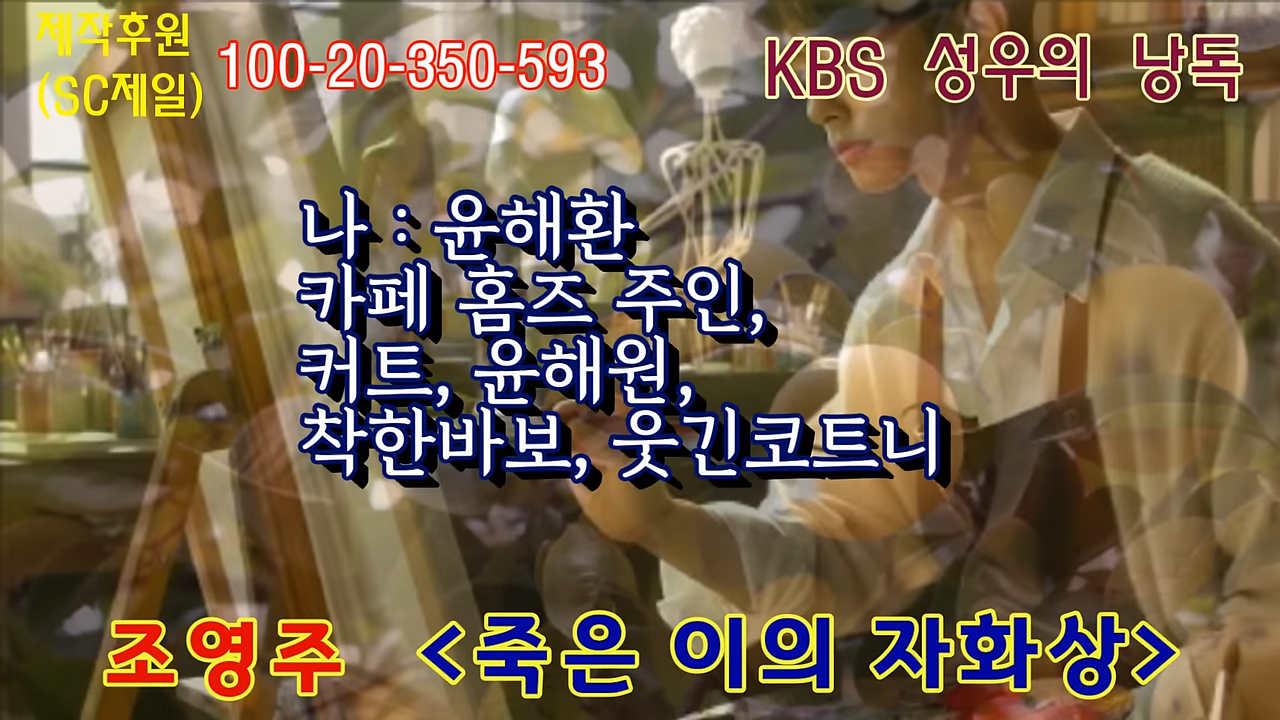 제작후원
(SC제일)
100-20-350-593
KBS 성우의 낭독
나 : 윤해환
카페 홈즈 주인,
커트, 윤해원,
착한바보, 웃긴코트니
조영주 <죽은 이의 자화상>